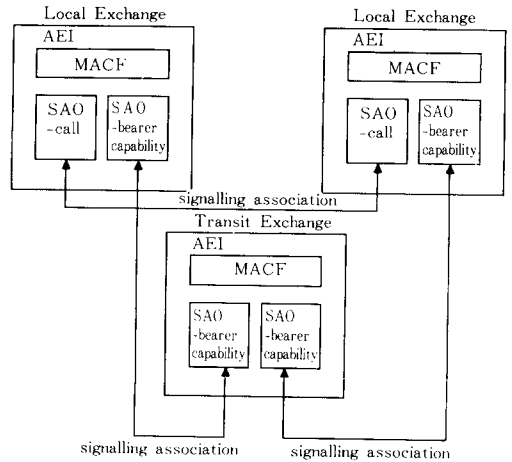 Local Exchange
Local Exchange
AEI
MACF
SAO
-call
SAO
-bearer
capability
AEI
MACF
SAO
-call
SAO
-bearer
capability
signalling association
Transit Exchange
AEI
MACF
SAO
-bearer
capability
SAO
-bearer
capability
signalling association
signalling association